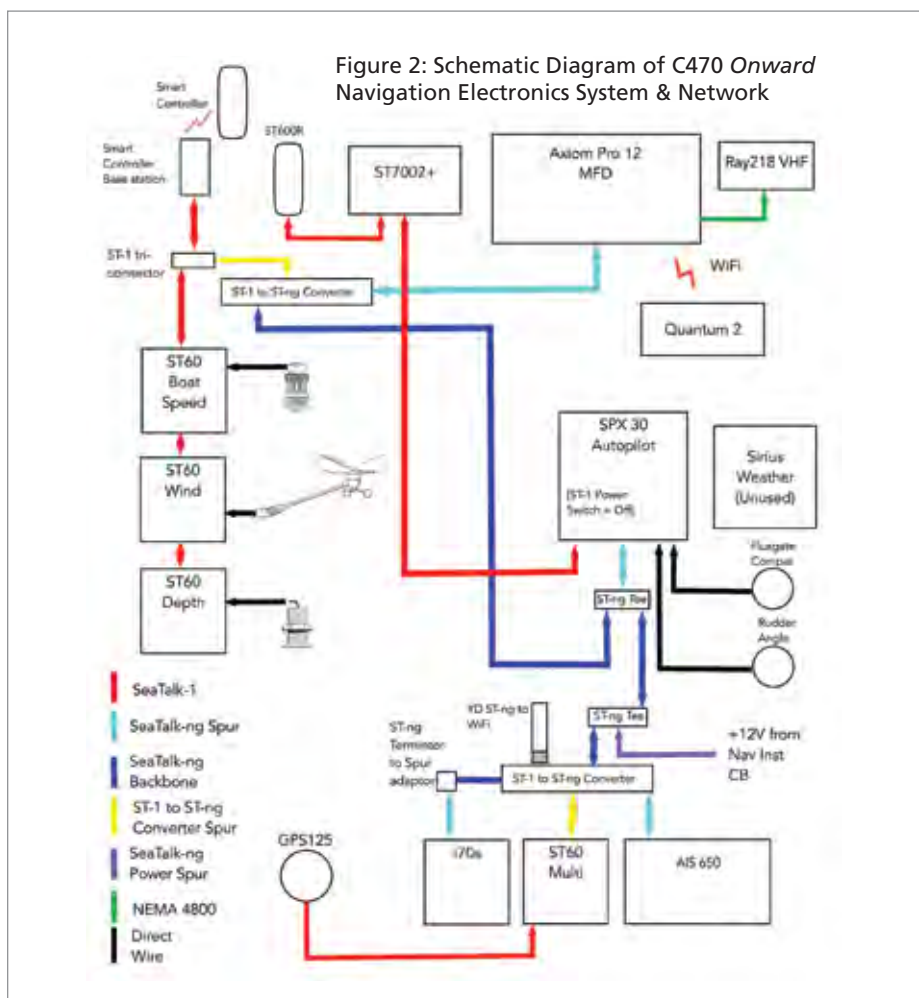 Figure 2: Schematic Diagram of C470 Onward
Navigation Electronics System & Network
Smart
Controller
Smart
Controller
Base station
ST600R
ST7002+
Axiom Pro 12
MFD
Ray218 VHF
ST-1 tri-
connector
ST-1 to ST-ng Converter
WiFi
Quantum 2
ST60
Boat
Speed
ST60
Wind
ST60
Depth
SPX 30
Autopilot
(ST-1 Power
Switch = Off)
Sirius
Weather
(Unused)
Fluxgate
Compas
Rudder
Angle
ST-ng Tee
ST-ng Tee
+12V from
Nav Inst
CB
YD ST-ng to
WiFi
ST-ng
Terminter
to Spur
adaptor
ST-1 to ST-ng Converter
i70s
ST60
Multi
AIS 650
GPS125
SeaTalk-1
SeaTalk-ng Spur
SeaTalk-ng
Backbone
ST-1 to ST-ng
Converter Spur
SeaTalk-ng
Power Spur
NEMA 4800
Direct
Wire